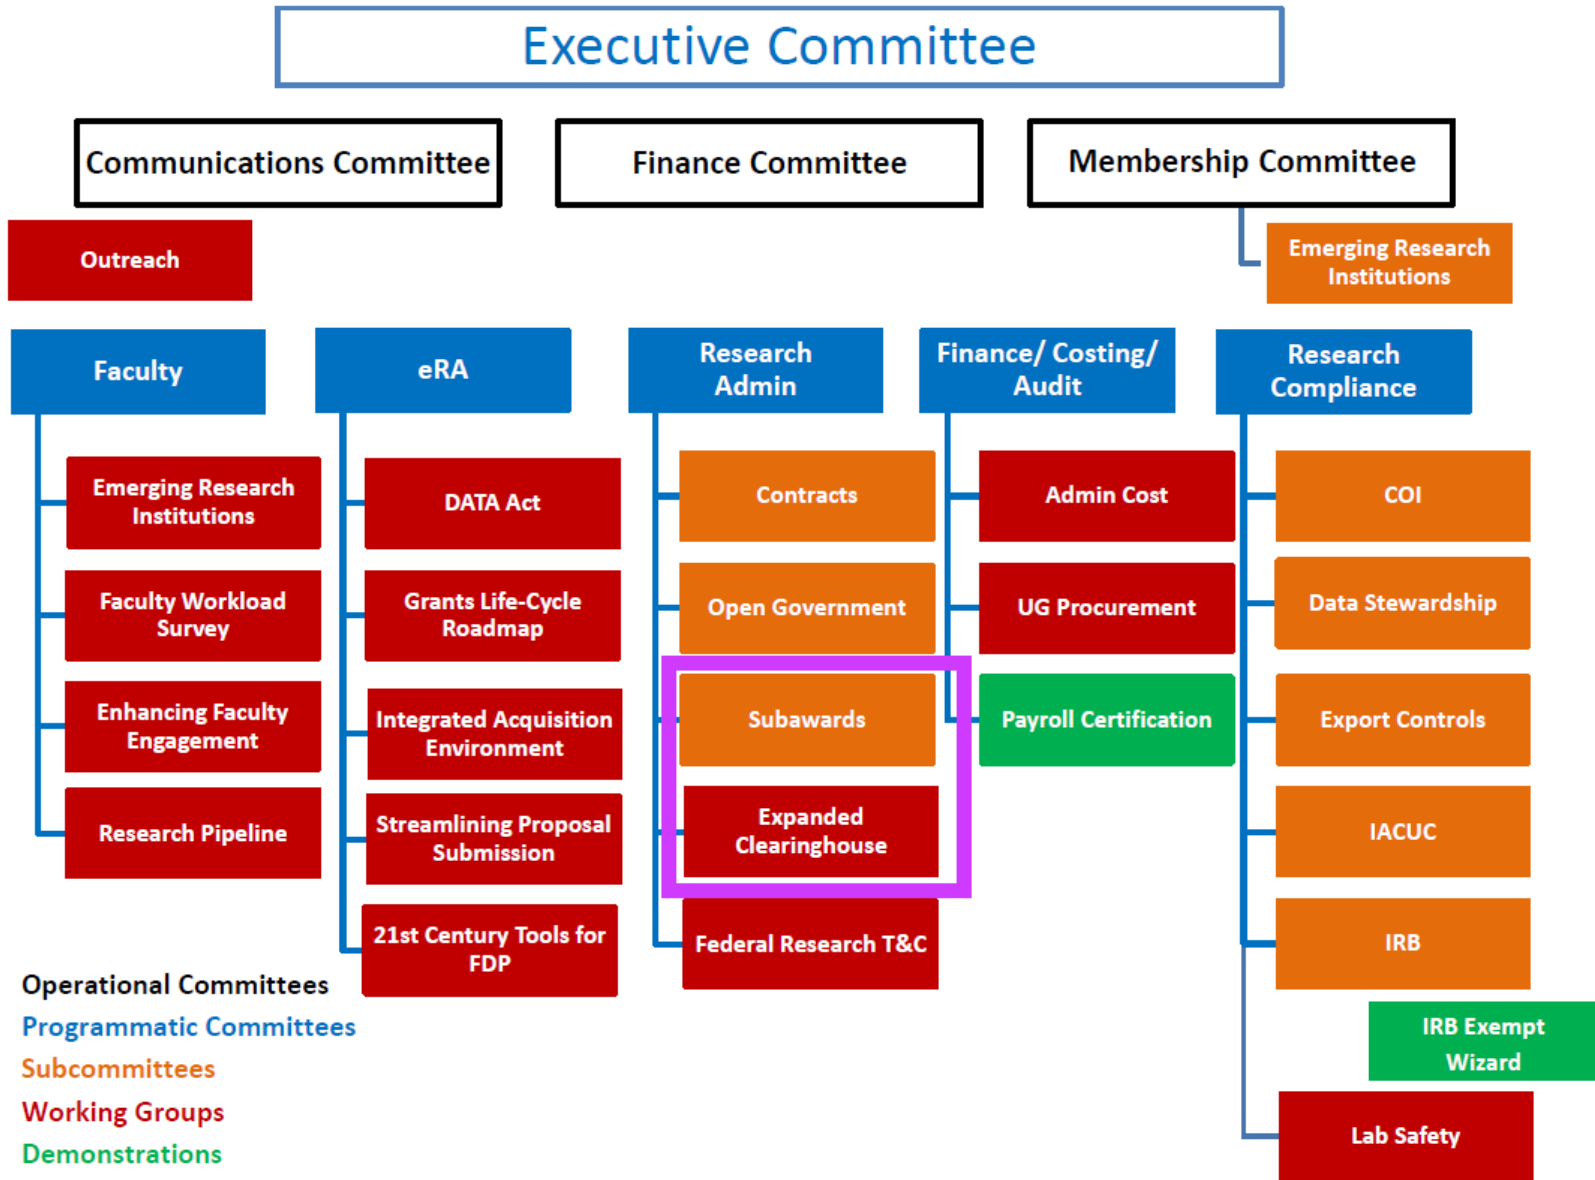 Executive Committee
Communications Committee
Finance Committee
Membership Committee
Outreach
Emerging Research
Institutions
Faculty
eRA
Research
Admin
Finance/ Costing/
Audit
Research
Compliance
Emerging Research
Institutions
Faculty Workload
Survey
Enhancing Faculty
Engagement
Research Pipeline
DATA Act
Grants Life-Cycle
Roadmap
Integrated Acquisition
Environment
Streamlining Proposal
Submission
21st Century Tools for
FDP
Contracts
Open Government
Subawards
Expanded
Clearinghouse
Federal Research T&C
Admin Cost
UG Procurement
Payroll Certification
COI
Data Stewardship
Export Controls
IACUC
IRB
IRB Exempt
Wizard
Lab Safety
Operational Committees
Programmatic Committees
Subcommittees
Working Groups
Demonstrations